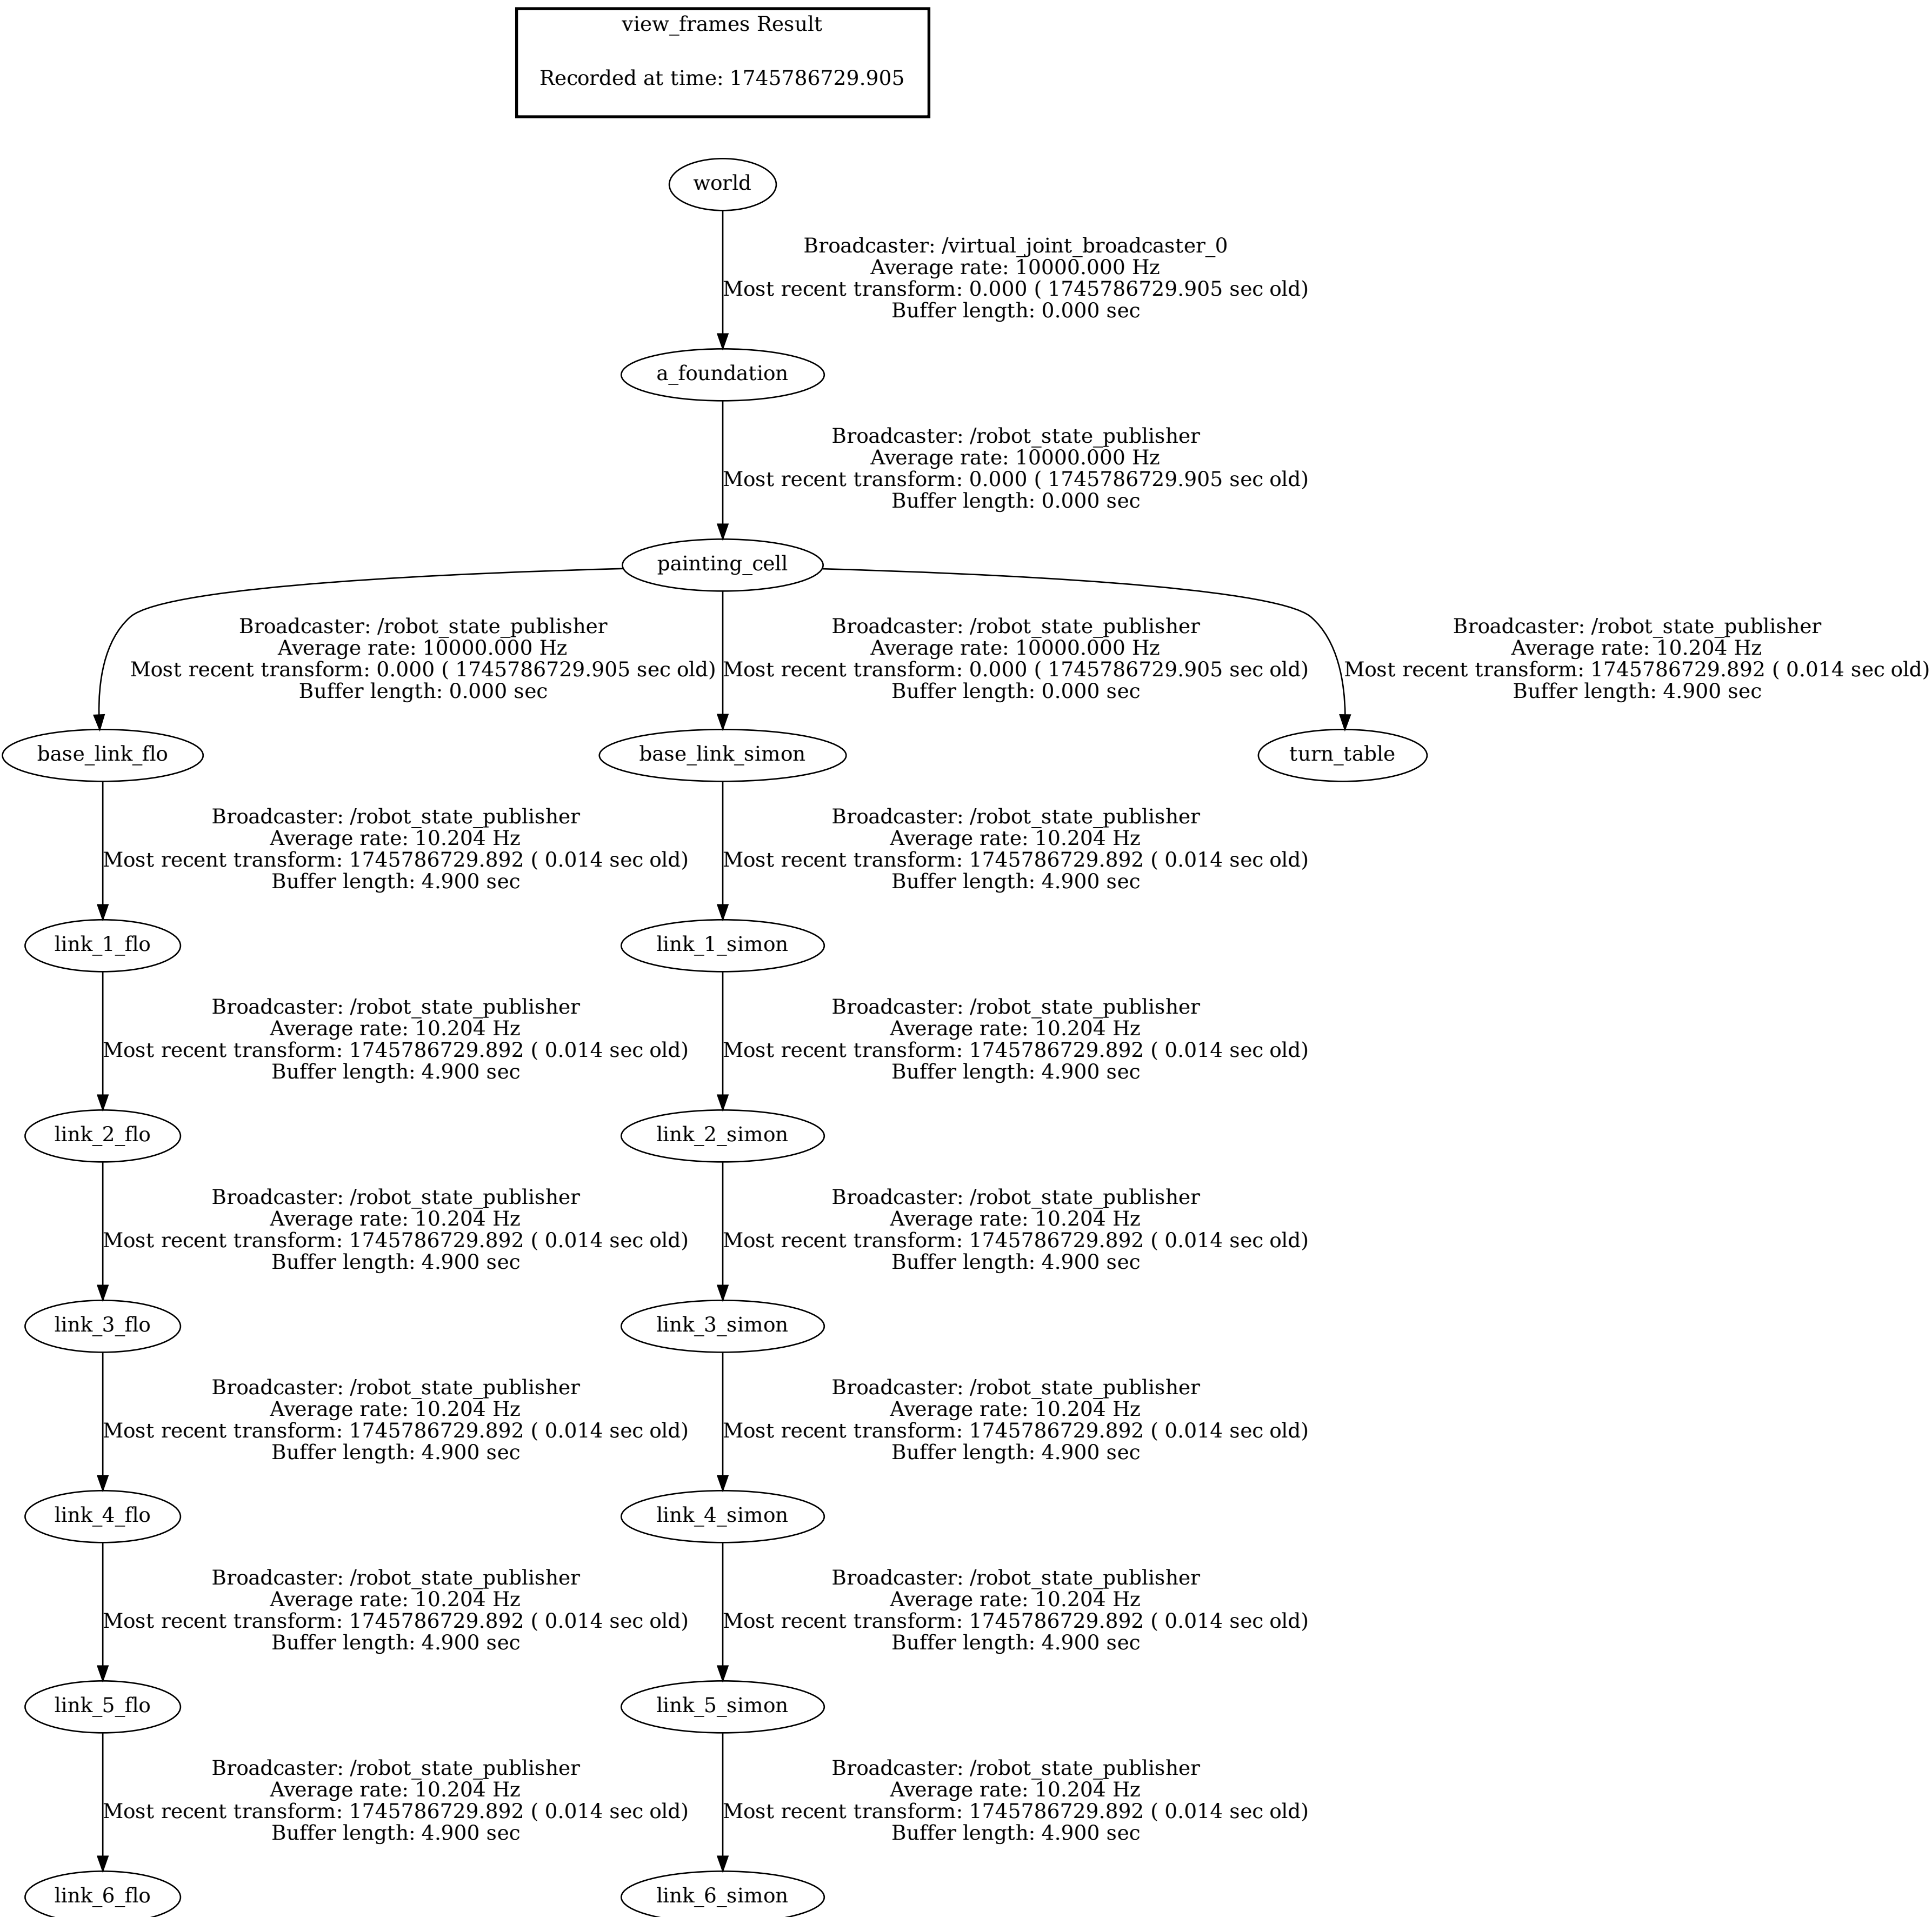 view_frames Result
Recorded at time: 1745786729.905
world
Broadcaster: /virtual_joint_broadcaster_0
Average rate: 10000.000 Hz
Most recent transform: 0.000 ( 1745786729.905 sec old)
Buffer length: 0.000 sec
a_foundation
Broadcaster: /robot_state_publisher
Average rate: 10000.000 Hz
Most recent transform: 0.000 ( 1745786729.905 sec old)
Buffer length: 0.000 sec
painting_cell
Broadcaster: /robot_state_publisher
Average rate: 10000.000 Hz
Most recent transform: 0.000 ( 1745786729.905 sec old)
Buffer length: 0.000 sec
Broadcaster: /robot_state_publisher
Average rate: 10000.000 Hz
Most recent transform: 0.000 ( 1745786729.905 sec old)
Buffer length: 0.000 sec
Broadcaster: /robot_state_publisher
Average rate: 10.204 Hz
Most recent transform: 1745786729.892 ( 0.014 sec old)
Buffer length: 4.900 sec
base_link_flo
base_link_simon
turn_table
Broadcaster: /robot_state_publisher
Average rate: 10.204 Hz
Most recent transform: 1745786729.892 ( 0.014 sec old)
Buffer length: 4.900 sec
Broadcaster: /robot_state_publisher
Average rate: 10.204 Hz
Most recent transform: 1745786729.892 ( 0.014 sec old)
Buffer length: 4.900 sec
link_1_flo
link_1_simon
Broadcaster: /robot_state_publisher
Average rate: 10.204 Hz
Most recent transform: 1745786729.892 ( 0.014 sec old)
Buffer length: 4.900 sec
Broadcaster: /robot_state_publisher
Average rate: 10.204 Hz
Most recent transform: 1745786729.892 ( 0.014 sec old)
Buffer length: 4.900 sec
link_2_flo
link_2_simon
Broadcaster: /robot_state_publisher
Average rate: 10.204 Hz
Most recent transform: 1745786729.892 ( 0.014 sec old)
Buffer length: 4.900 sec
Broadcaster: /robot_state_publisher
Average rate: 10.204 Hz
Most recent transform: 1745786729.892 ( 0.014 sec old)
Buffer length: 4.900 sec
link_3_flo
link_3_simon
Broadcaster: /robot_state_publisher
Average rate: 10.204 Hz
Most recent transform: 1745786729.892 ( 0.014 sec old)
Buffer length: 4.900 sec
Broadcaster: /robot_state_publisher
Average rate: 10.204 Hz
Most recent transform: 1745786729.892 ( 0.014 sec old)
Buffer length: 4.900 sec
link_4_flo
link_4_simon
Broadcaster: /robot_state_publisher
Average rate: 10.204 Hz
Most recent transform: 1745786729.892 ( 0.014 sec old)
Buffer length: 4.900 sec
Broadcaster: /robot_state_publisher
Average rate: 10.204 Hz
Most recent transform: 1745786729.892 ( 0.014 sec old)
Buffer length: 4.900 sec
link_5_flo
link_5_simon
Broadcaster: /robot_state_publisher
Average rate: 10.204 Hz
Most recent transform: 1745786729.892 ( 0.014 sec old)
Buffer length: 4.900 sec
Broadcaster: /robot_state_publisher
Average rate: 10.204 Hz
Most recent transform: 1745786729.892 ( 0.014 sec old)
Buffer length: 4.900 sec
link_6_flo
link_6_simon